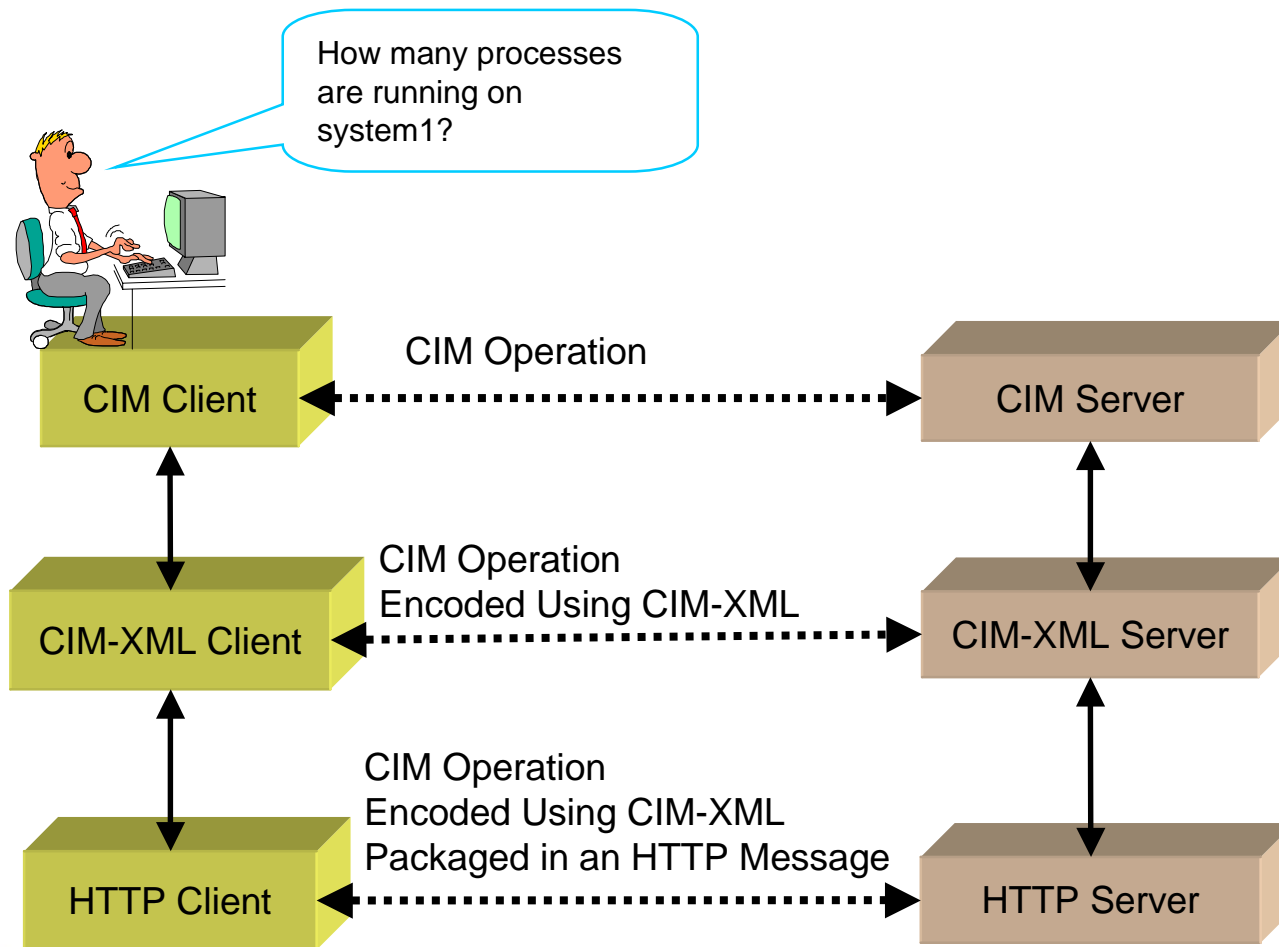 How many processes
are running on
system1?
CIM Operation
CIM Client
CIM Server
CIM Operation
Encoded Using CIM-XML
CIM-XML Client
CIM-XML Server
CIM Operation
Encoded Using CIM-XML
Packaged in an HTTP Message
HTTP Client
HTTP Server